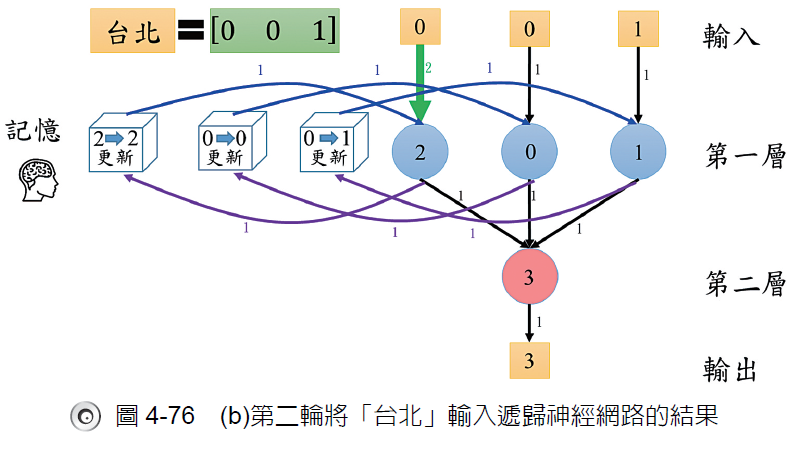 台北 = [0 0 1] 0 0 1 輸入
2 1 1
1 1 1
記憶 2→2 更新 0→0 更新 0→1 更新 2 0 1 第一層
1 1 1
1 1 1
3 第二層
1
3 輸出
圖 4-76 (b)第二輪將「台北」輸入遞歸神經網路的結果